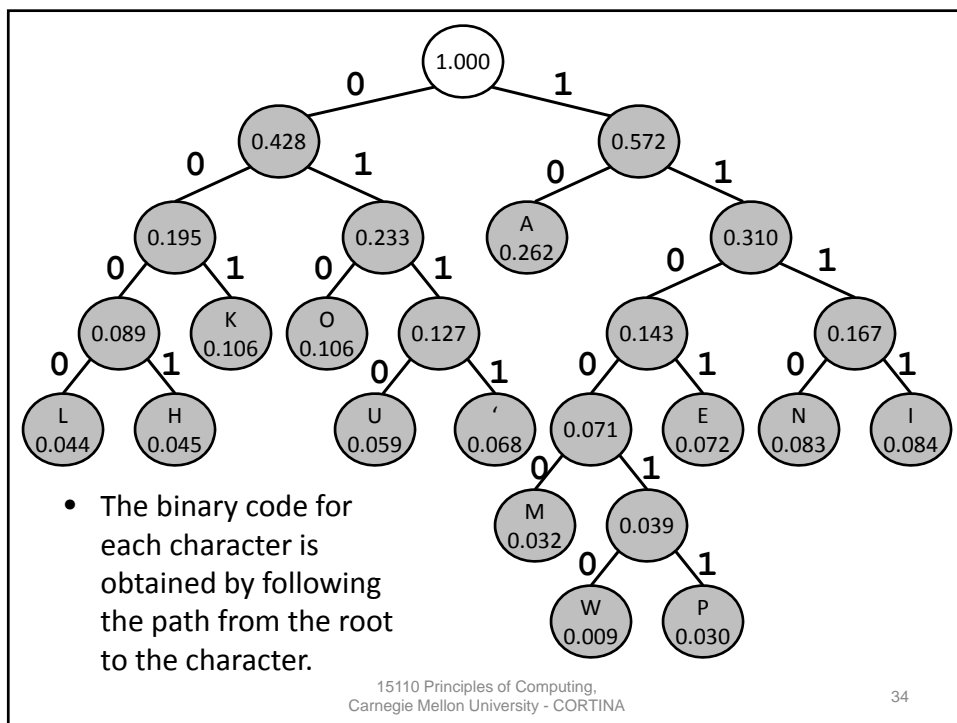 1.000
0 1
0.428 0.572
0 1 0 1
0.195 0.233 A 0.310
0.262
0 1 0 1 0 1
0.089 K 0.106 O 0.106 0.127 0.143 0.167
0 1 0 1 0 1 0 1
L 0.044 H 0.045 U 0.059 ‘ 0.068 0.071 E 0.072 N 0.083 I 0.084
0 1
M 0.032 0.039
0 1
W 0.009 P 0.030
• The binary code for
each character is
obtained by following
the path from the root
to the character.
15110 Principles of Computing,
Carnegie Mellon University - CORTINA
34